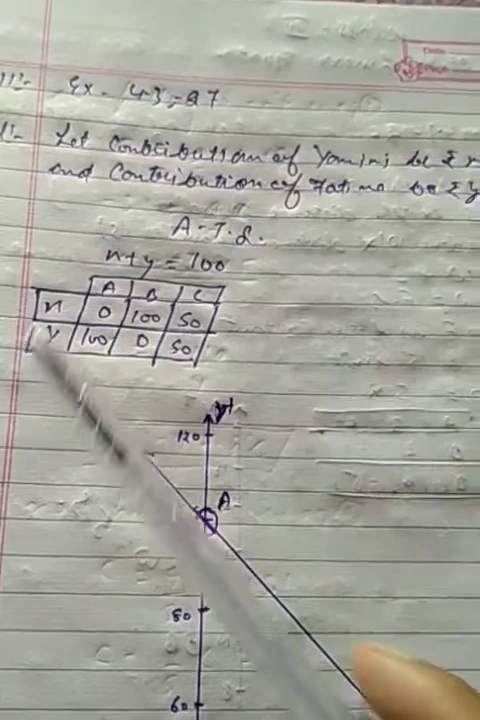 Ex - 4.3, Q7
Let Contribution of Yamini be ₹ x
and Contribution of Fatima be ₹ y
A.T.Q.
x+y = 100
A B C
x 0 100 50
y 100 0 50
y
120
A
80
60